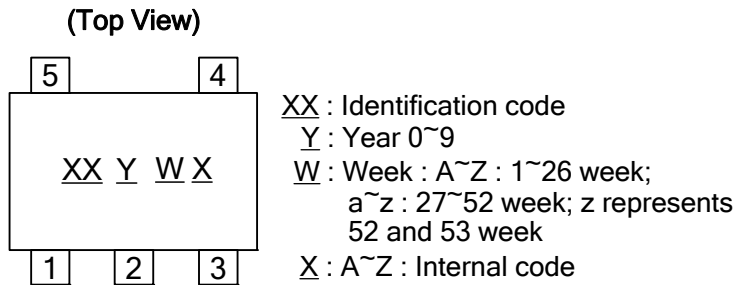 (Top View)
5 4
XX Y W X
1 2 3
XX : Identification code
Y : Year 0~9
W : Week : A~Z : 1~26 week;
a~z : 27~52 week; z represents
52 and 53 week
X : A~Z : Internal code